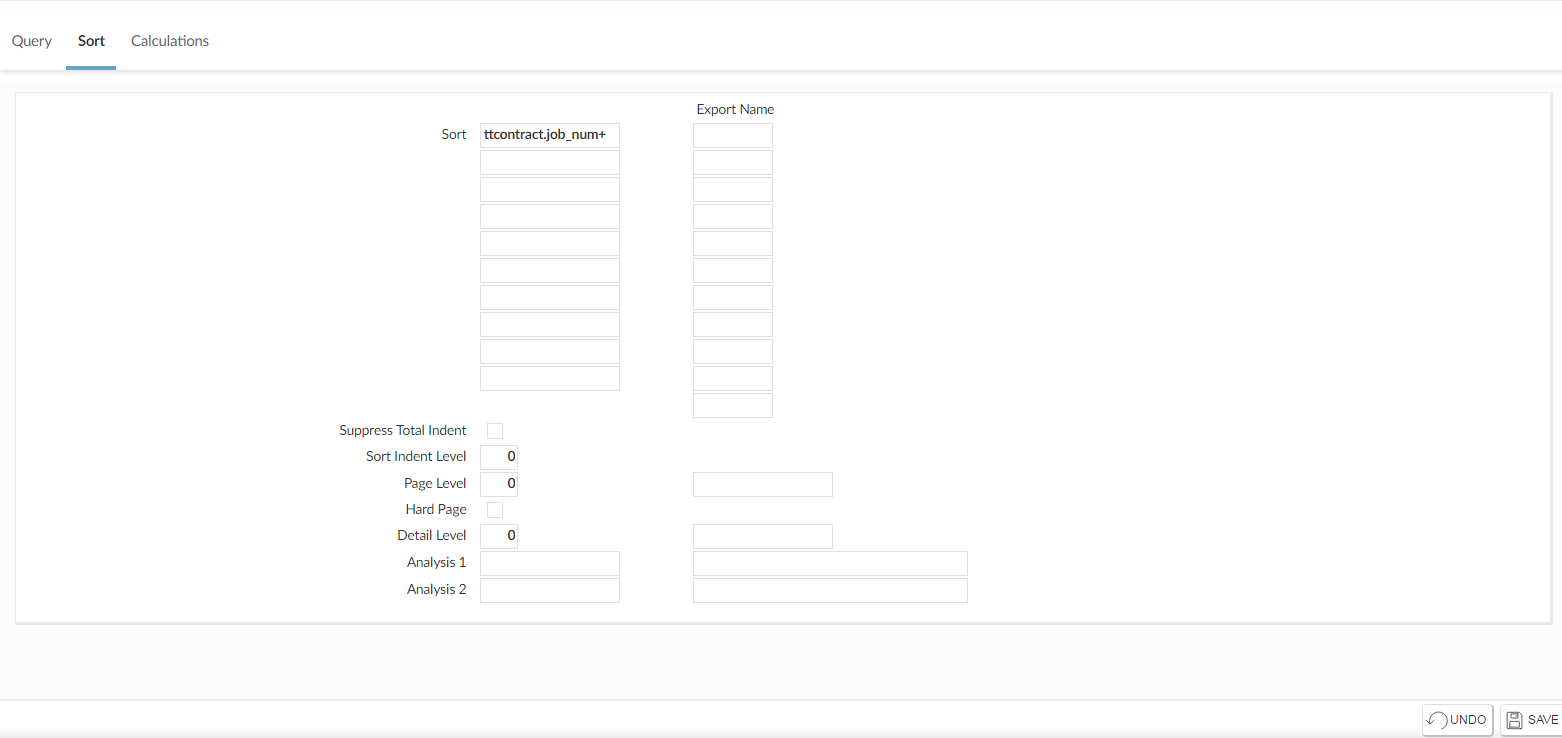 Query Sort Calculations
Export Name
Sort ttcontract.job_num+
Suppress Total Indent
Sort Indent Level 0
Page Level 0
Hard Page
Detail Level 0
Analysis 1
Analysis 2
UNDO SAVE